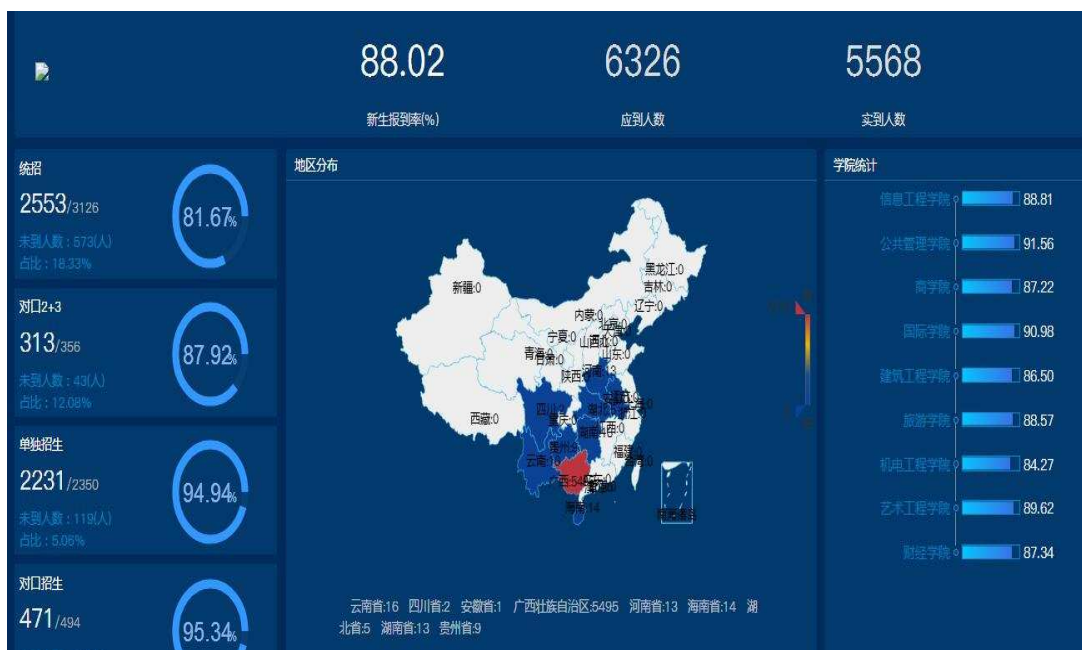 88.02
6326
5568
新生报到率(%)
应到人数
实到人数
统招
2553/3126
81.67%
未到人数：573(人)
占比：18.33%
对口2+3
313/356
87.92%
未到人数：43(人)
占比：12.08%
单独招生
2231/2350
94.94%
未到人数：119(人)
占比：5.06%
对口招生
471/494
95.34%
地区分布
黑龙江:0
新疆:0
吉林:0
辽宁:0
内蒙:0
宁夏:0
青海:0
甘肃:0
山东:0
西藏:0
云南省:16 四川省:2 安徽省:1 广西壮族自治区:5495 河南省:13 海南省:14 湖
北省:5 湖南省:13 贵州省:9
学院统计
信息工程学院 88.81
公共管理学院 91.56
商学院 87.22
国际学院 90.98
建筑工程学院 86.50
旅游学院 88.57
机电工程学院 84.27
艺术工程学院 89.62
财经学院 87.34